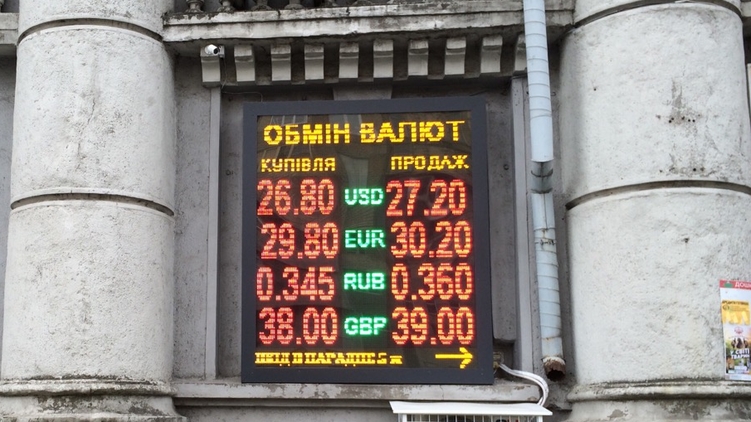 ОБМІН ВАЛЮТ
КУПІВЛЯ ПРОДАЖ
26.80 USD 27.20
29.80 EUR 30.20
0.345 RUB 0.360
38.00 GBP 39.00
В